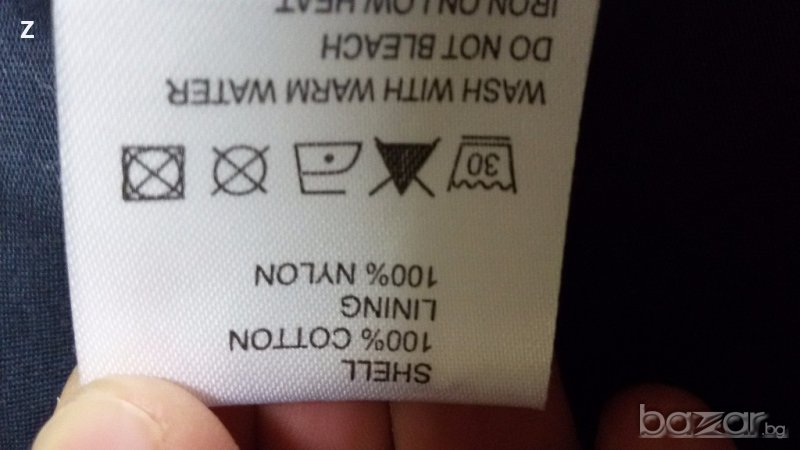 SHELL
100% COTTON
LINING
100% NYLON
30
WASH WITH WARM WATER
DO NOT BLEACH
IRON ON LOW HEAT
z
bazar.bg